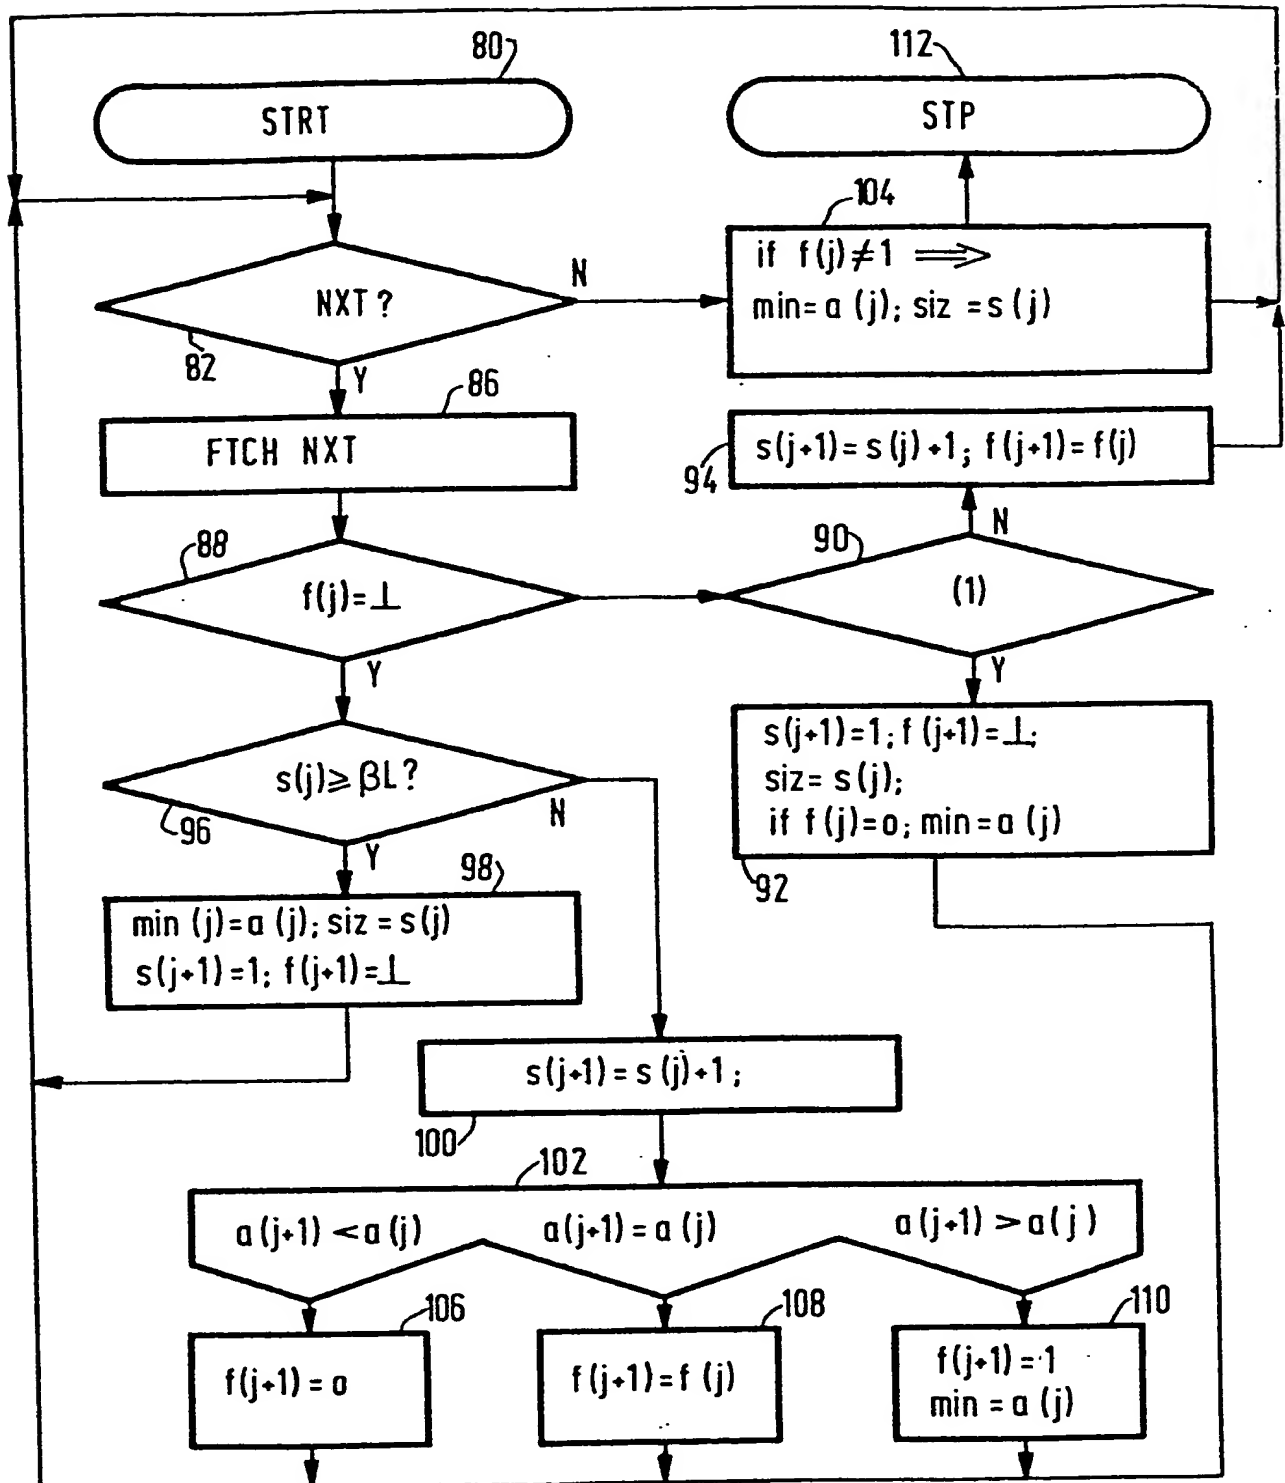 80
STRT
112
STP
104
if f(j)≠1 ⟹
min=a (j); siz =s (j)
NXT?
N
82
Y
86
FTCH NXT
s(j+1)=s(j)+1; f(j+1)=f(j)
94
88
f(j)=⊥
90
N
(1)
Y
Y
s(j)⩾βL?
96
N
Y
s(j+1)=1; f(j+1)=⊥;
siz= s(j);
if f(j)=o; min=a (j)
92
98
min (j)=a (j); siz=s(j)
s(j+1)=1; f(j+1)=⊥
s(j+1)=s(j)+1;
100
102
a(j+1)<a(j)
a(j+1)=a(j)
a(j+1)>a(j)
106
f(j+1)=o
108
f(j+1)=f(j)
110
f(j+1)=1
min=a(j)